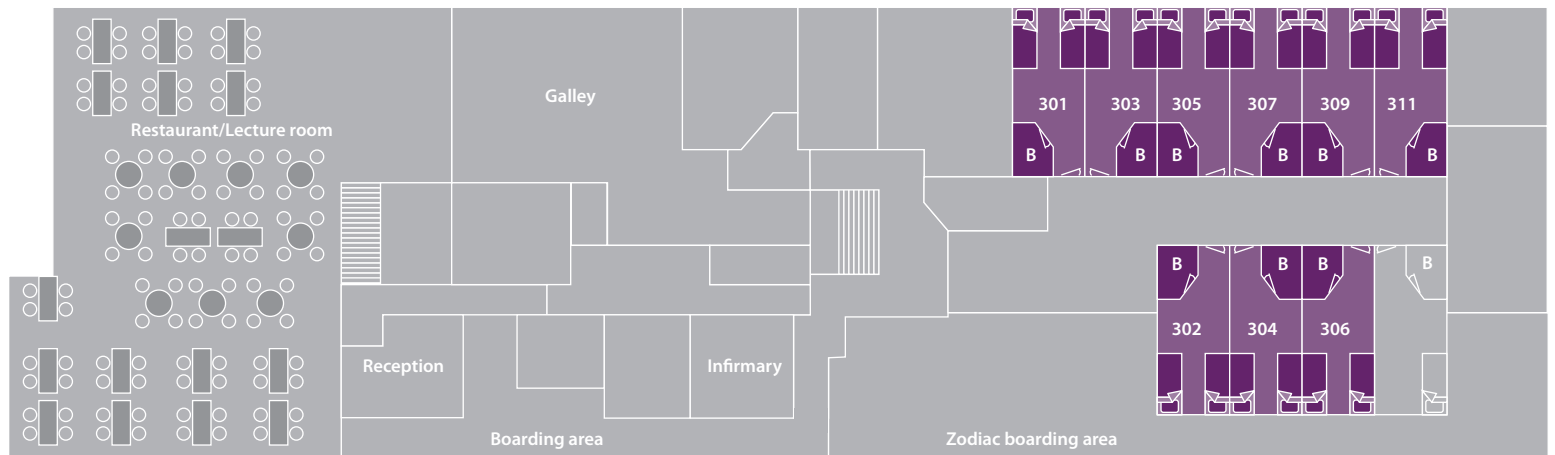 Galley
301 303 305 307 309 311
Restaurant/Lecture room
B B B B B B
B B B B
302 304 306
Reception
Infirmary
Boarding area
Zodiac boarding area